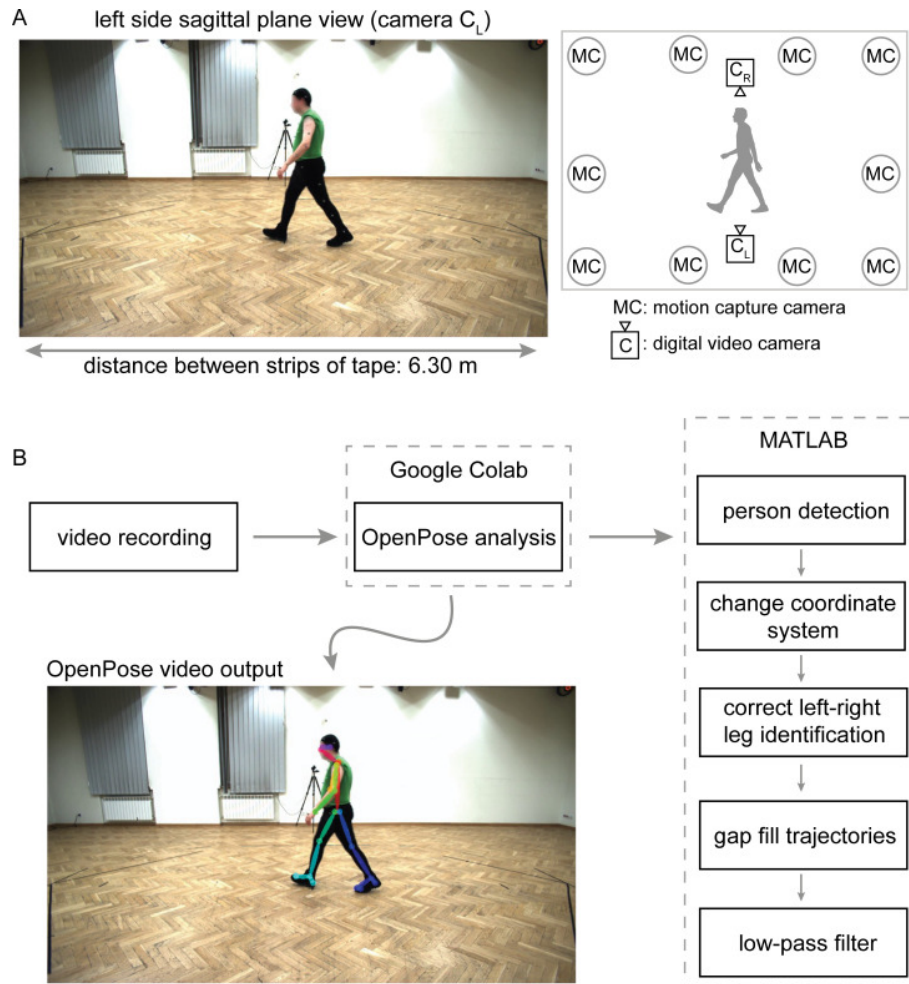 A
left side sagittal plane view (camera CL)
MC MC MC MC
CR
MC MC
CL
MC MC MC MC
distance between strips of tape: 6.30 m
MC: motion capture camera
C : digital video camera
B
MATLAB
Google Colab
video recording
OpenPose analysis
person detection
change coordinate
system
correct left-right
leg identification
gap fill trajectories
low-pass filter
OpenPose video output